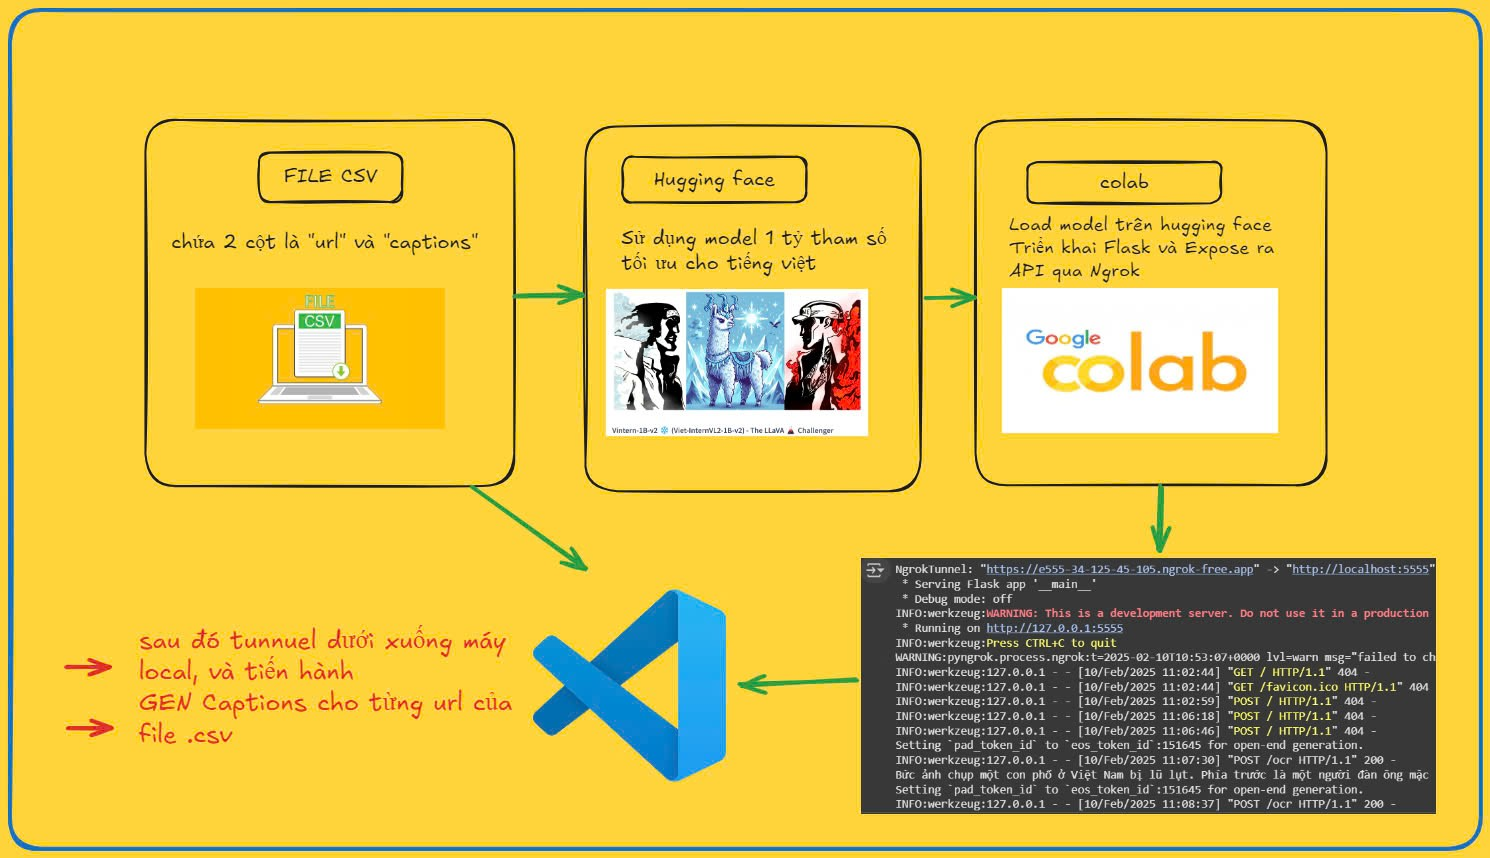 FILE CSV
chứa 2 cột là "url" và "captions"
FILE
CSV
Hugging face
Sử dụng model 1 tỷ tham số
tối ưu cho tiếng việt
Vintern-1B-v2 ❄️ (Viet-InternVL2-1B-v2) - The LLaVA 🌋 Challenger
colab
Load model trên hugging face
Triển khai Flask và Expose ra
API qua Ngrok
Google
colab
sau đó tunnuel dưới xuống máy
local, và tiến hành
GEN Captions cho từng url của
file .csv
NgrokTunnel: "https://e555-34-125-45-105.ngrok-free.app" -> "http://localhost:5555"
* Serving Flask app '__main__'
* Debug mode: off
INFO:werkzeug:WARNING: This is a development server. Do not use it in a production
* Running on http://127.0.0.1:5555
INFO:werkzeug:Press CTRL+C to quit
WARNING:pyngrok.process.ngrok:t=2025-02-10T10:53:07+0000 lvl=warn msg="failed to ch
INFO:werkzeug:127.0.0.1 - - [10/Feb/2025 11:02:44] "GET / HTTP/1.1" 404 -
INFO:werkzeug:127.0.0.1 - - [10/Feb/2025 11:02:44] "GET /favicon.ico HTTP/1.1" 404
INFO:werkzeug:127.0.0.1 - - [10/Feb/2025 11:02:59] "POST / HTTP/1.1" 404 -
INFO:werkzeug:127.0.0.1 - - [10/Feb/2025 11:06:18] "POST / HTTP/1.1" 404 -
INFO:werkzeug:127.0.0.1 - - [10/Feb/2025 11:06:46] "POST / HTTP/1.1" 404 -
Setting `pad_token_id` to `eos_token_id`:151645 for open-end generation.
INFO:werkzeug:127.0.0.1 - - [10/Feb/2025 11:07:30] "POST /ocr HTTP/1.1" 200 -
Bức ảnh chụp một con phố ở Việt Nam bị lũ lụt. Phía trước là một người đàn ông mặc
Setting `pad_token_id` to `eos_token_id`:151645 for open-end generation.
INFO:werkzeug:127.0.0.1 - - [10/Feb/2025 11:08:37] "POST /ocr HTTP/1.1" 200 -